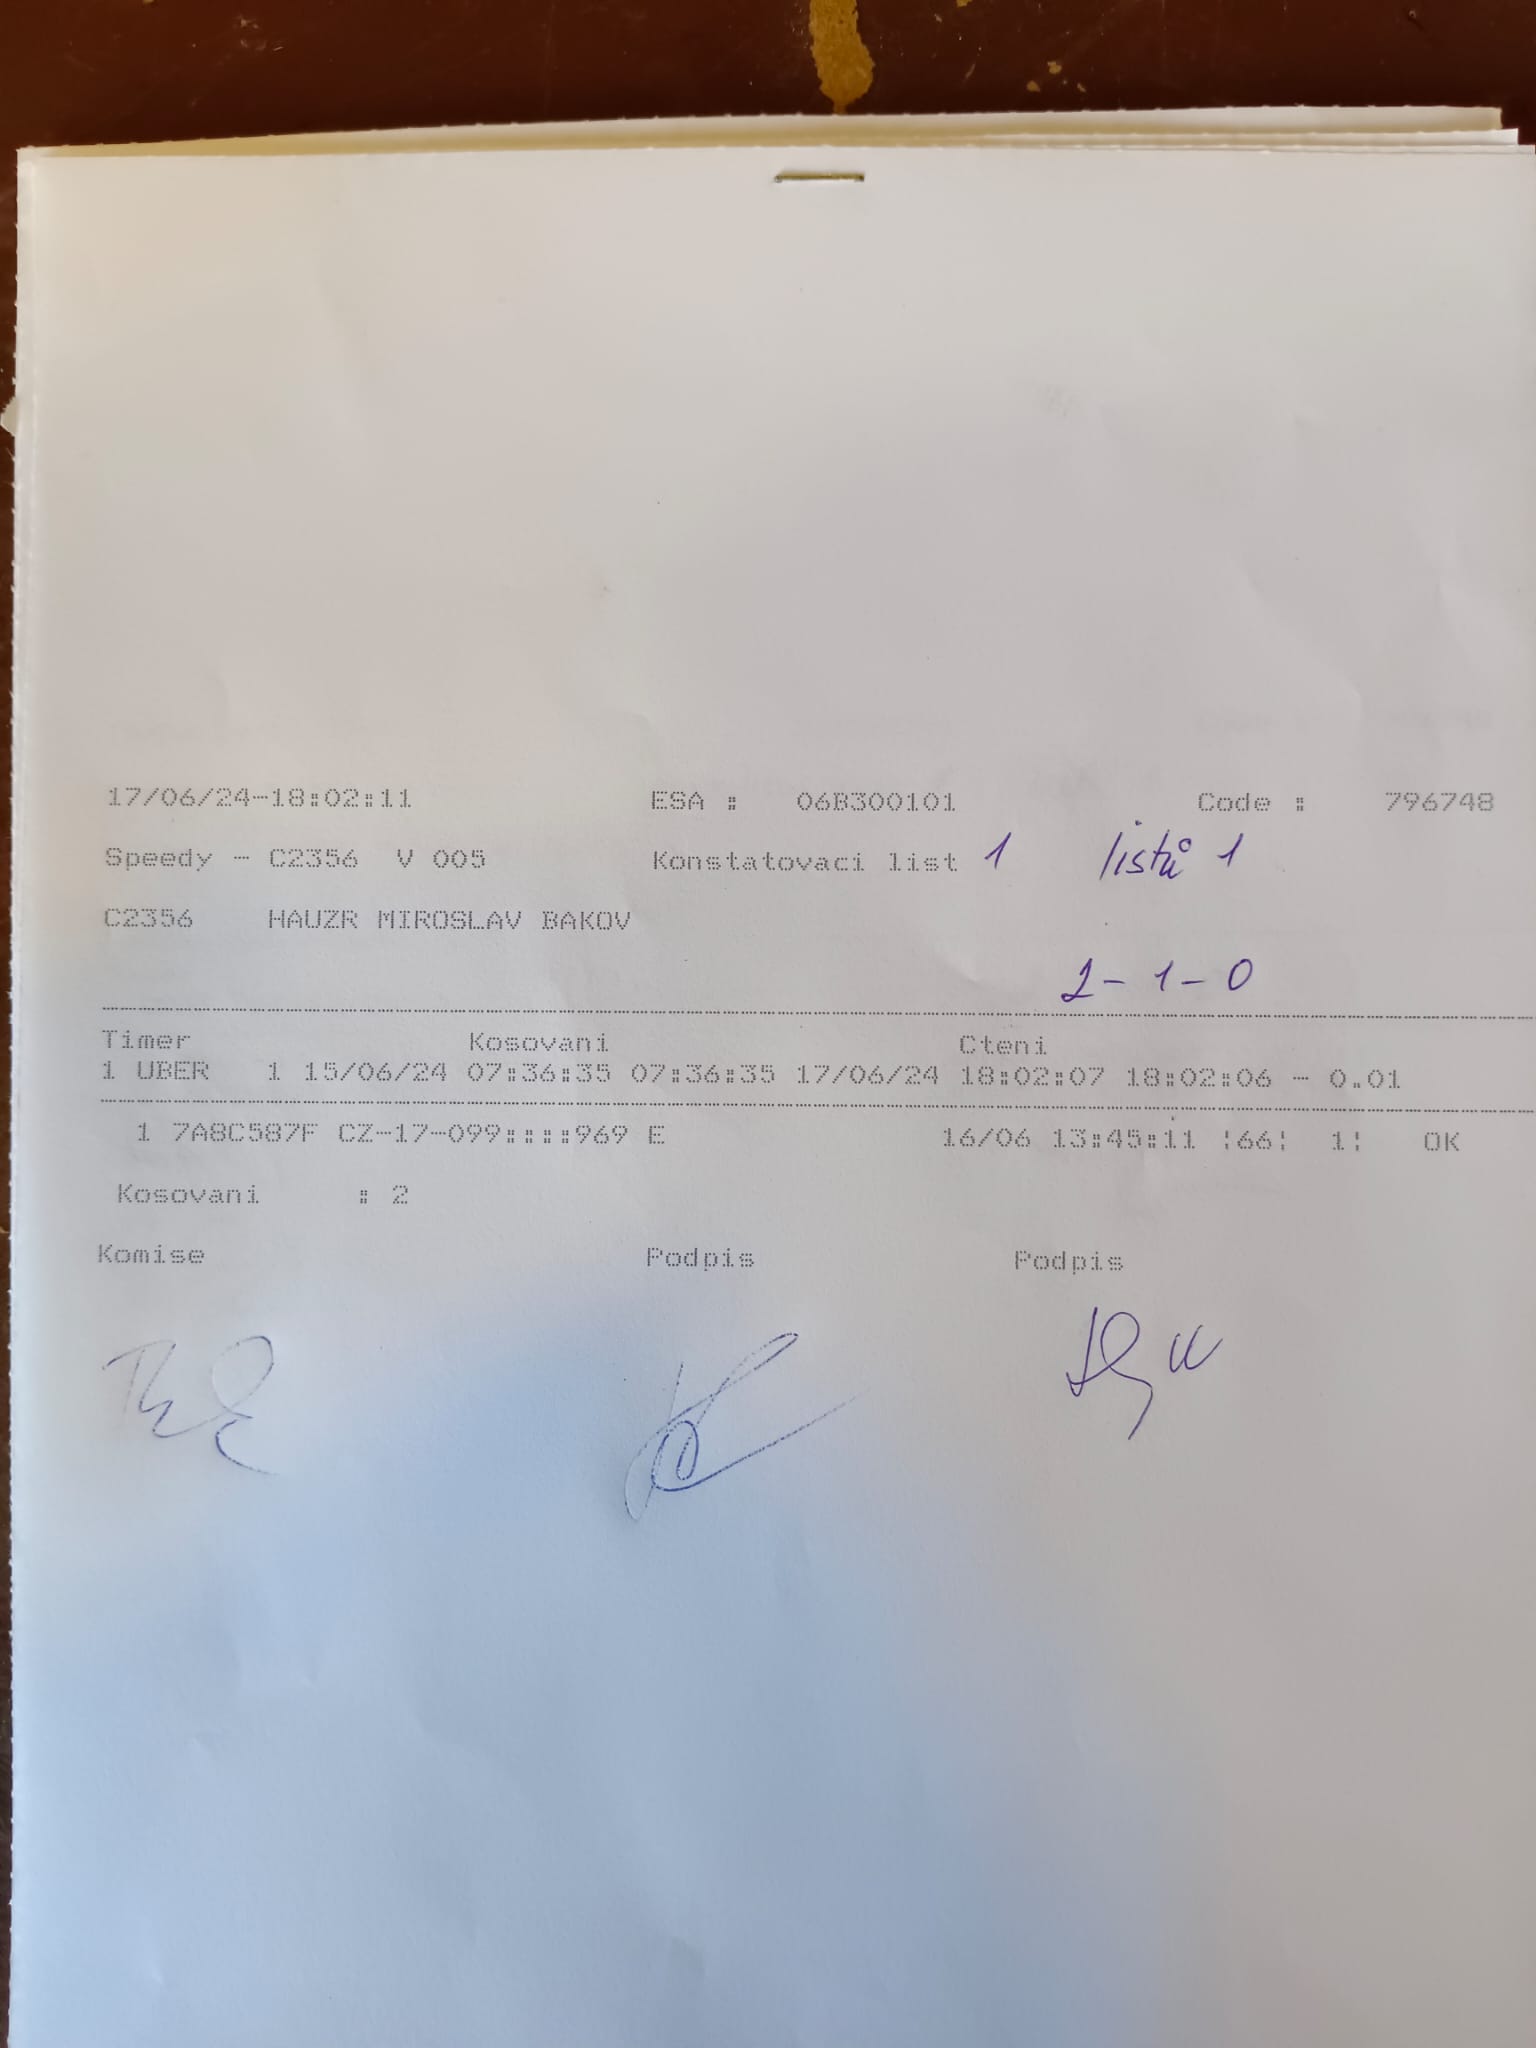 17/06/24-18:02:11 ESA : 06B300101 Code : 796748
Speedy - C2356 V 005 Konstatovaci list 1 listů 1
C2356 HAUZR MIROSLAV BAKOV
2-1-0
Timer Kosovani Cteni
1 UBER 1 15/06/24 07:36:35 07:36:35 17/06/24 18:02:07 18:02:06 - 0.01
1 7A8C587F CZ-17-099::::969 E 16/06 13:45:11 ¦66¦ 1¦ OK
Kosovani : 2
Komise Podpis Podpis